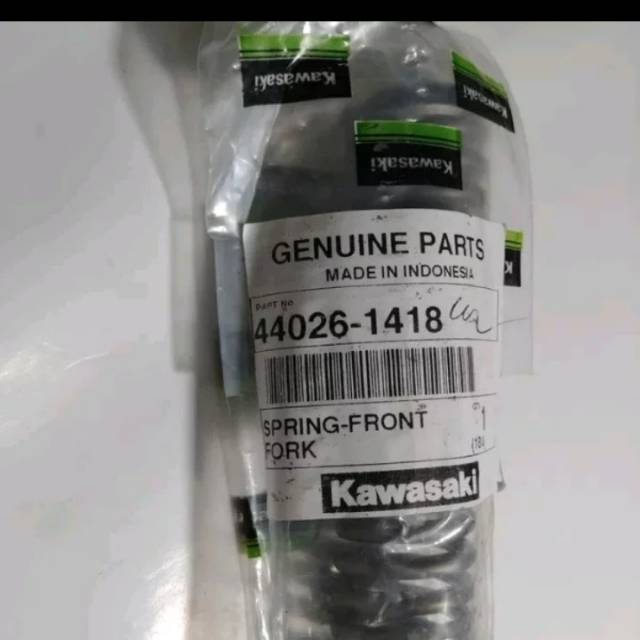 Kawasaki
Kawasaki
Kawasaki
GENUINE PARTS
MADE IN INDONESIA
PART NO
44026-1418
SPRING-FRONT
FORK
1
Kawasaki